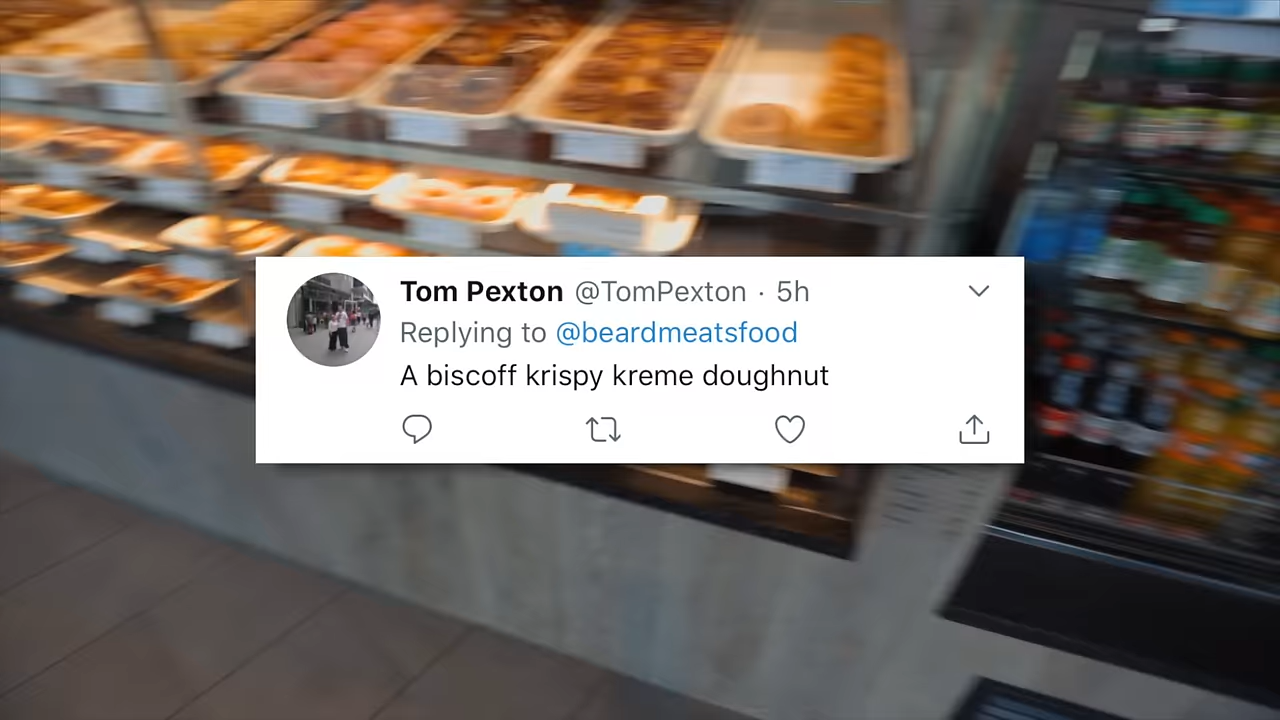 Tom Pexton @TomPexton · 5h
Replying to @beardmeatsfood
A biscoff krispy kreme doughnut